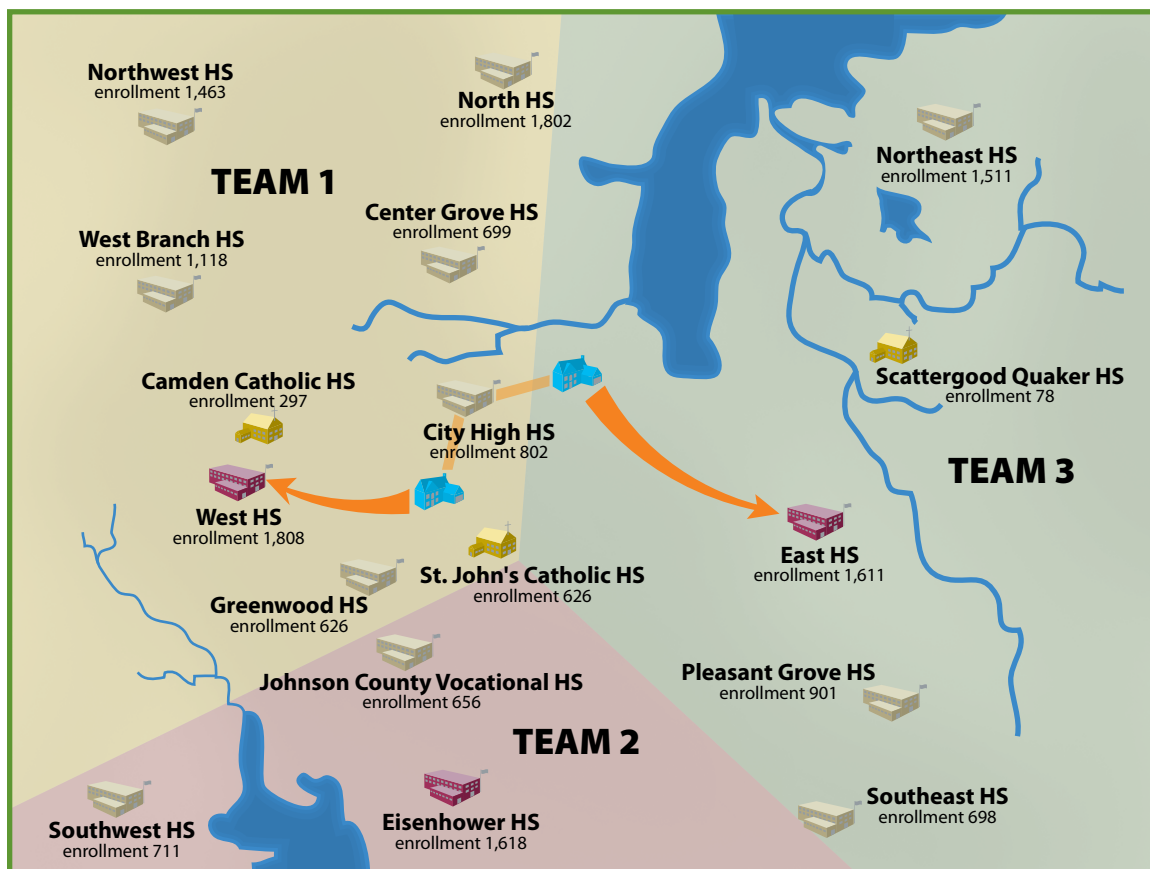 Northwest HS
enrollment 1,463
North HS
enrollment 1,802
Northeast HS
enrollment 1,511
TEAM 1
Center Grove HS
enrollment 699
West Branch HS
enrollment 1,118
Camden Catholic HS
enrollment 297
Scattergood Quaker HS
enrollment 78
City High HS
enrollment 802
TEAM 3
West HS
enrollment 1,808
East HS
enrollment 1,611
St. John's Catholic HS
enrollment 626
Greenwood HS
enrollment 626
Johnson County Vocational HS
enrollment 656
Pleasant Grove HS
enrollment 901
TEAM 2
Southwest HS
enrollment 711
Eisenhower HS
enrollment 1,618
Southeast HS
enrollment 698